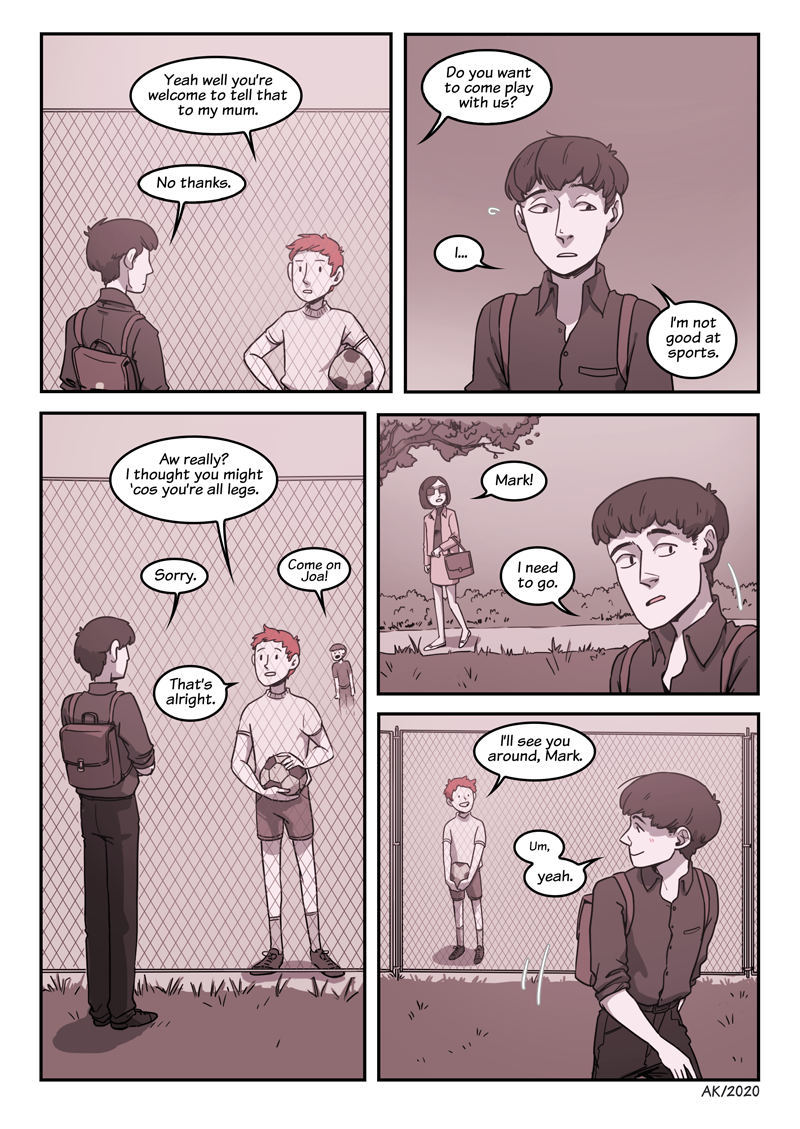 Yeah well you're
welcome to tell that
to my mum.
No thanks.
Do you want
to come play
with us?
I...
I'm not
good at
sports.
Aw really?
I thought you might
'cos you're all legs.
Sorry.
Come on
Joa!
That's
alright.
Mark!
I need
to go.
I'll see you
around, Mark.
Um,
yeah.
AK/2020